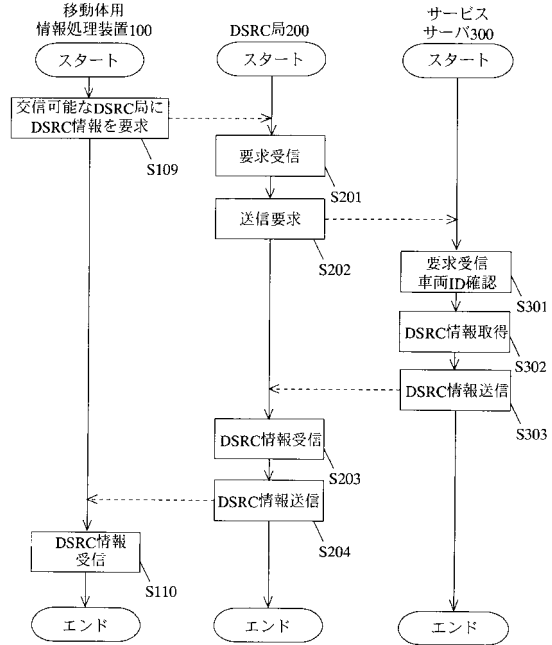 移動体用
情報処理装置100
スタート
交信可能なDSRC局に
DSRC情報を要求
S109
DSRC情報
受信
S110
エンド
DSRC局200
スタート
要求受信
S201
送信要求
S202
DSRC情報受信
S203
DSRC情報送信
S204
エンド
サービス
サーバ300
スタート
要求受信
車両ID確認
S301
DSRC情報取得
S302
DSRC情報送信
S303
エンド